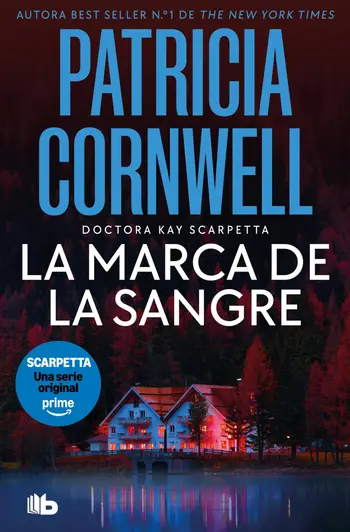 AUTORA BEST SELLER N.º1 DE THE NEW YORK TIMES
PATRICIA
CORNWELL
DOCTORA KAY SCARPETTA
LA MARCA DE
LA SANGRE
SCARPETTA
Una serie
original
prime
b